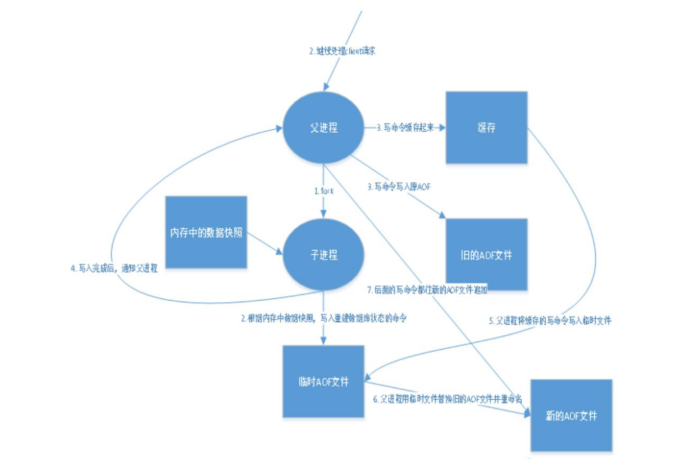 2. 继续处理client请求
父进程
3. 写命令缓存起来
缓存
1. fork
3. 写命令写入原AOF
内存中的数据快照
子进程
旧的AOF文件
4. 写入完成后，通知父进程
7. 后面的写命令都往新的AOF文件追加
2. 根据内存中数据快照，写入重建数据库状态的命令
5. 父进程将缓存的写命令写入临时文件
临时AOF文件
6. 父进程用临时文件替换旧的AOF文件并重命名
新的AOF文件